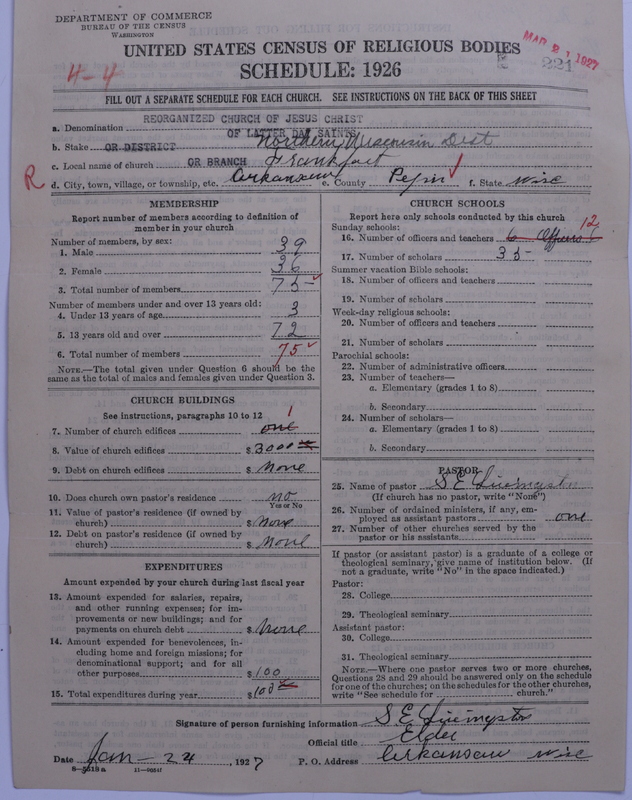 DEPARTMENT OF COMMERCE
BUREAU OF THE CENSUS
WASHINGTON
UNITED STATES CENSUS OF RELIGIOUS BODIES
MAR 2 1927
221
4-4
SCHEDULE: 1926
FILL OUT A SEPARATE SCHEDULE FOR EACH CHURCH. SEE INSTRUCTIONS ON THE BACK OF THIS SHEET
REORGANIZED CHURCH OF JESUS CHRIST
a. Denomination
OF LATTER DAY SAINTS
b. Stake OR DISTRICT Northern Wisconsin Dist
c. Local name of church OR BRANCH Frankfort
R d. City, town, village, or township, etc. Arkansaw e. County Pepin f. State Wisc
MEMBERSHIP
Report number of members according to definition of
member in your church
Number of members, by sex:
1. Male 39
2. Female 36
3. Total number of members 75
Number of members under and over 13 years old:
4. Under 13 years of age 3
5. 13 years old and over 72
6. Total number of members 75
NOTE.—The total given under Question 6 should be
same as the total of males and females given under Question 3.
CHURCH BUILDINGS
See instructions, paragraphs 10 to 12
7. Number of church edifices one 1
8. Value of church edifices $ 3000
9. Debt on church edifices $ None
10. Does church own pastor's residence no
Yes or No
11. Value of pastor's residence (if owned by
church) $ None
12. Debt on pastor's residence (if owned by
church) $ None
EXPENDITURES
Amount expended by your church during last fiscal year
13. Amount expended for salaries, repairs,
and other running expenses; for im-
provements or new buildings; and for
payments on church debt $ None
14. Amount expended for benevolences, in-
cluding home and foreign missions; for
denominational support; and for all
other purposes $ 100
15. Total expenditures during year $ 100
CHURCH SCHOOLS
Report here only schools conducted by this church
Sunday schools:
16. Number of officers and teachers 6 officers 6 12
17. Number of scholars 35
Summer vacation Bible schools:
18. Number of officers and teachers
19. Number of scholars
Week-day religious schools:
20. Number of officers and teachers
21. Number of scholars
Parochial schools:
22. Number of administrative officers
23. Number of teachers—
a. Elementary (grades 1 to 8)
b. Secondary
24. Number of scholars—
a. Elementary (grades 1 to 8)
b. Secondary
PASTOR
25. Name of pastor S E Livingston
(If church has no pastor, write "None")
26. Number of ordained ministers, if any, em-
ployed as assistant pastors one
27. Number of other churches served by the
pastor or his assistants
If pastor (or assistant pastor) is a graduate of a college or
theological seminary, give name of institution below. (If
not a graduate, write "No" in the space indicated.)
Pastor:
28. College
29. Theological seminary
Assistant pastor:
30. College
31. Theological seminary
NOTE.—Where one pastor serves two or more churches,
Questions 28 and 29 should be answered only on the schedule
for one of the churches; on the schedules for the other churches,
write "See schedule for church."
Signature of person furnishing information S E Livingston
Official title Elder
Date Jan - 24, 1927 P. O. Address Arkansaw Wisc
8-5518a 11-9024f